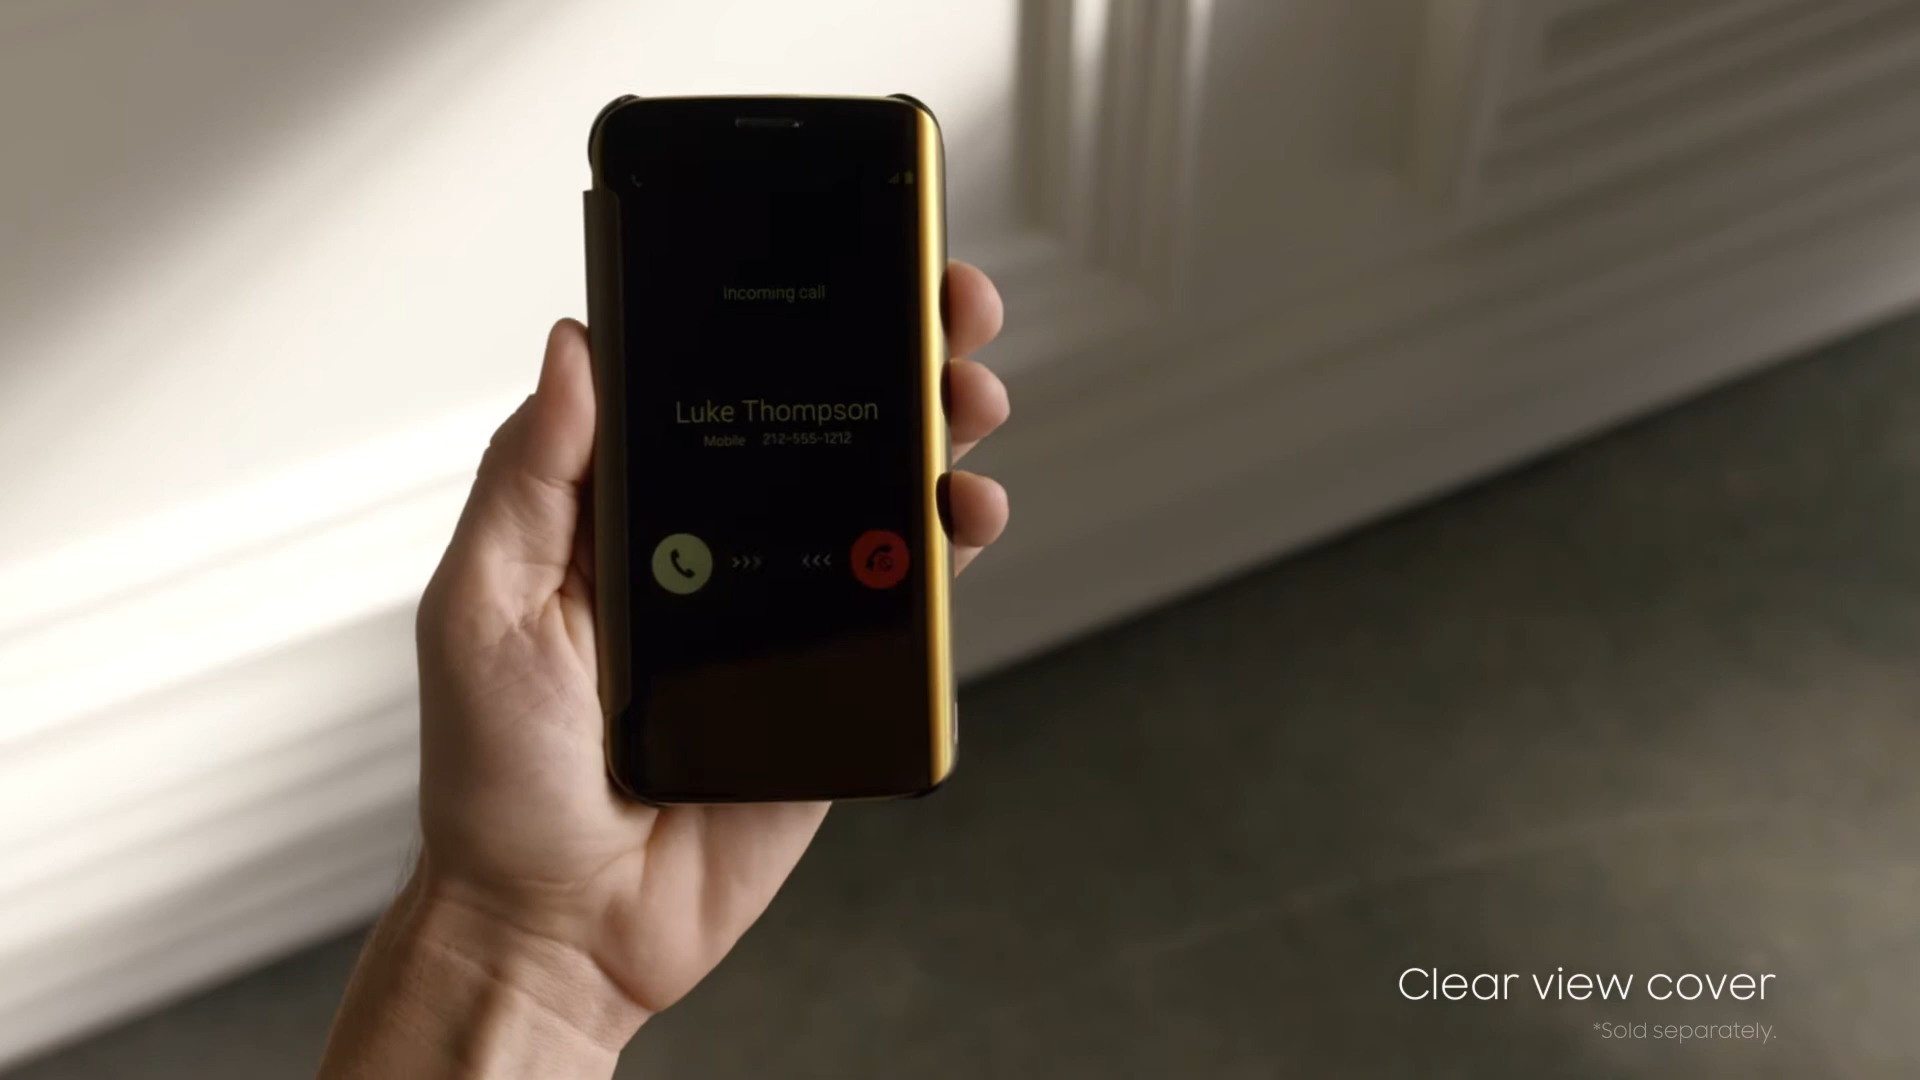 Incoming call
Luke Thompson
Mobile 212-555-1212
Clear view cover
*Sold separately.